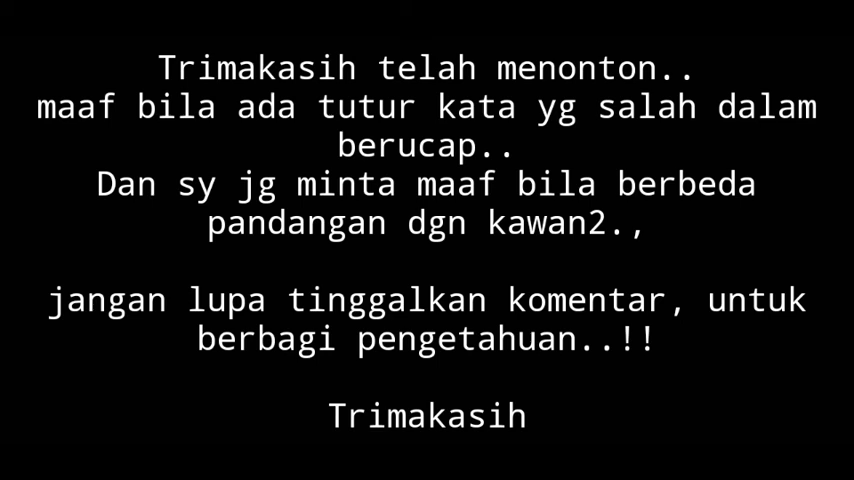 Trimakasih telah menonton..
maaf bila ada tutur kata yg salah dalam
berucap..
Dan sy jg minta maaf bila berbeda
pandangan dgn kawan2.,
jangan lupa tinggalkan komentar, untuk
berbagi pengetahuan..!!
Trimakasih